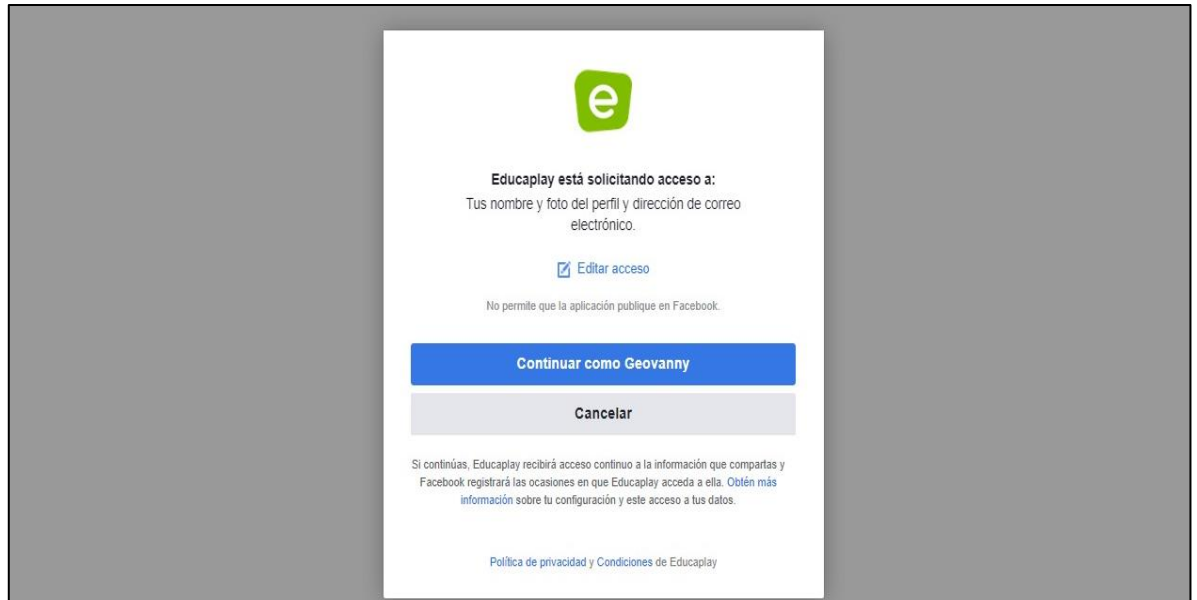 e
Educaplay está solicitando acceso a:
Tus nombre y foto del perfil y dirección de correo
electrónico.
Editar acceso
No permite que la aplicación publique en Facebook.
Continuar como Geovanny
Cancelar
Si continúas, Educaplay recibirá acceso continuo a la información que compartas y
Facebook registrará las ocasiones en que Educaplay acceda a ella. Obtén más
información sobre tu configuración y este acceso a tus datos.
Política de privacidad y Condiciones de Educaplay